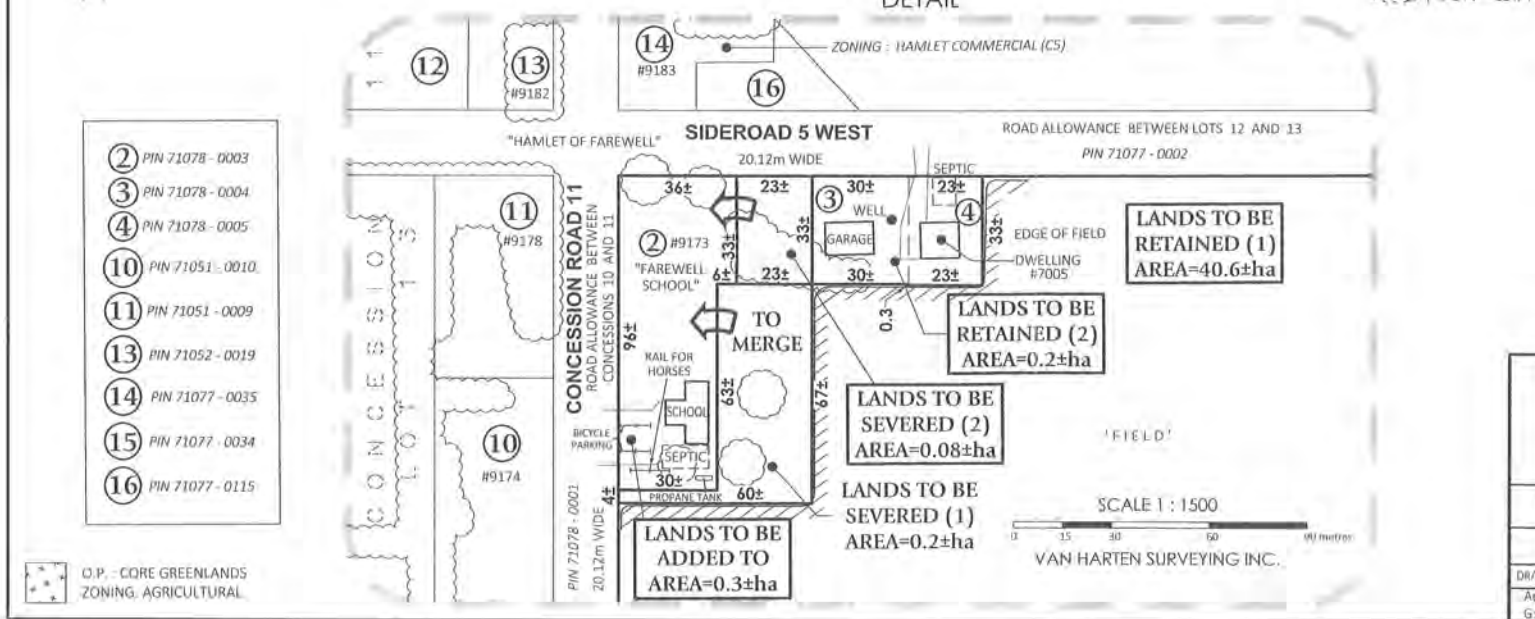 DETAIL
② PIN 71078 - 0003
③ PIN 71078 - 0004
④ PIN 71078 - 0005
⑩ PIN 71051 - 0010
⑪ PIN 71051 - 0009
⑬ PIN 71052 - 0019
⑭ PIN 71077 - 0035
⑮ PIN 71077 - 0034
⑯ PIN 71077 - 0115
O.P. : CORE GREENLANDS
ZONING: AGRICULTURAL
⑫
⑬
#9182
⑭
#9183
ZONING : HAMLET COMMERCIAL (C5)
⑯
"HAMLET OF FAREWELL"
SIDEROAD 5 WEST
20.12m WIDE
ROAD ALLOWANCE BETWEEN LOTS 12 AND 13
PIN 71077 - 0002
CONCESSION
LOT 13
⑪
#9178
⑩
#9174
CONCESSION ROAD 11
ROAD ALLOWANCE BETWEEN
CONCESSIONS 10 AND 11
PIN 71078 - 0001
20.12m WIDE
36±
23±
30±
SEPTIC
23±
② #9173
"FAREWELL
SCHOOL"
33±
33±
③
WELL
GARAGE
④
33±
EDGE OF FIELD
DWELLING
#7005
6±
23±
30±
23±
0.3
96±
TO
MERGE
RAIL FOR
HORSES
63±
67±
SCHOOL
BICYCLE
PARKING
SEPTIC
30±
PROPANE TANK
4±
60±
LANDS TO BE
RETAINED (1)
AREA=40.6±ha
LANDS TO BE
RETAINED (2)
AREA=0.2±ha
LANDS TO BE
SEVERED (2)
AREA=0.08±ha
LANDS TO BE
SEVERED (1)
AREA=0.2±ha
LANDS TO BE
ADDED TO
AREA=0.3±ha
'FIELD'
SCALE 1 : 1500
0 15 30 60 90 metres
VAN HARTEN SURVEYING INC.